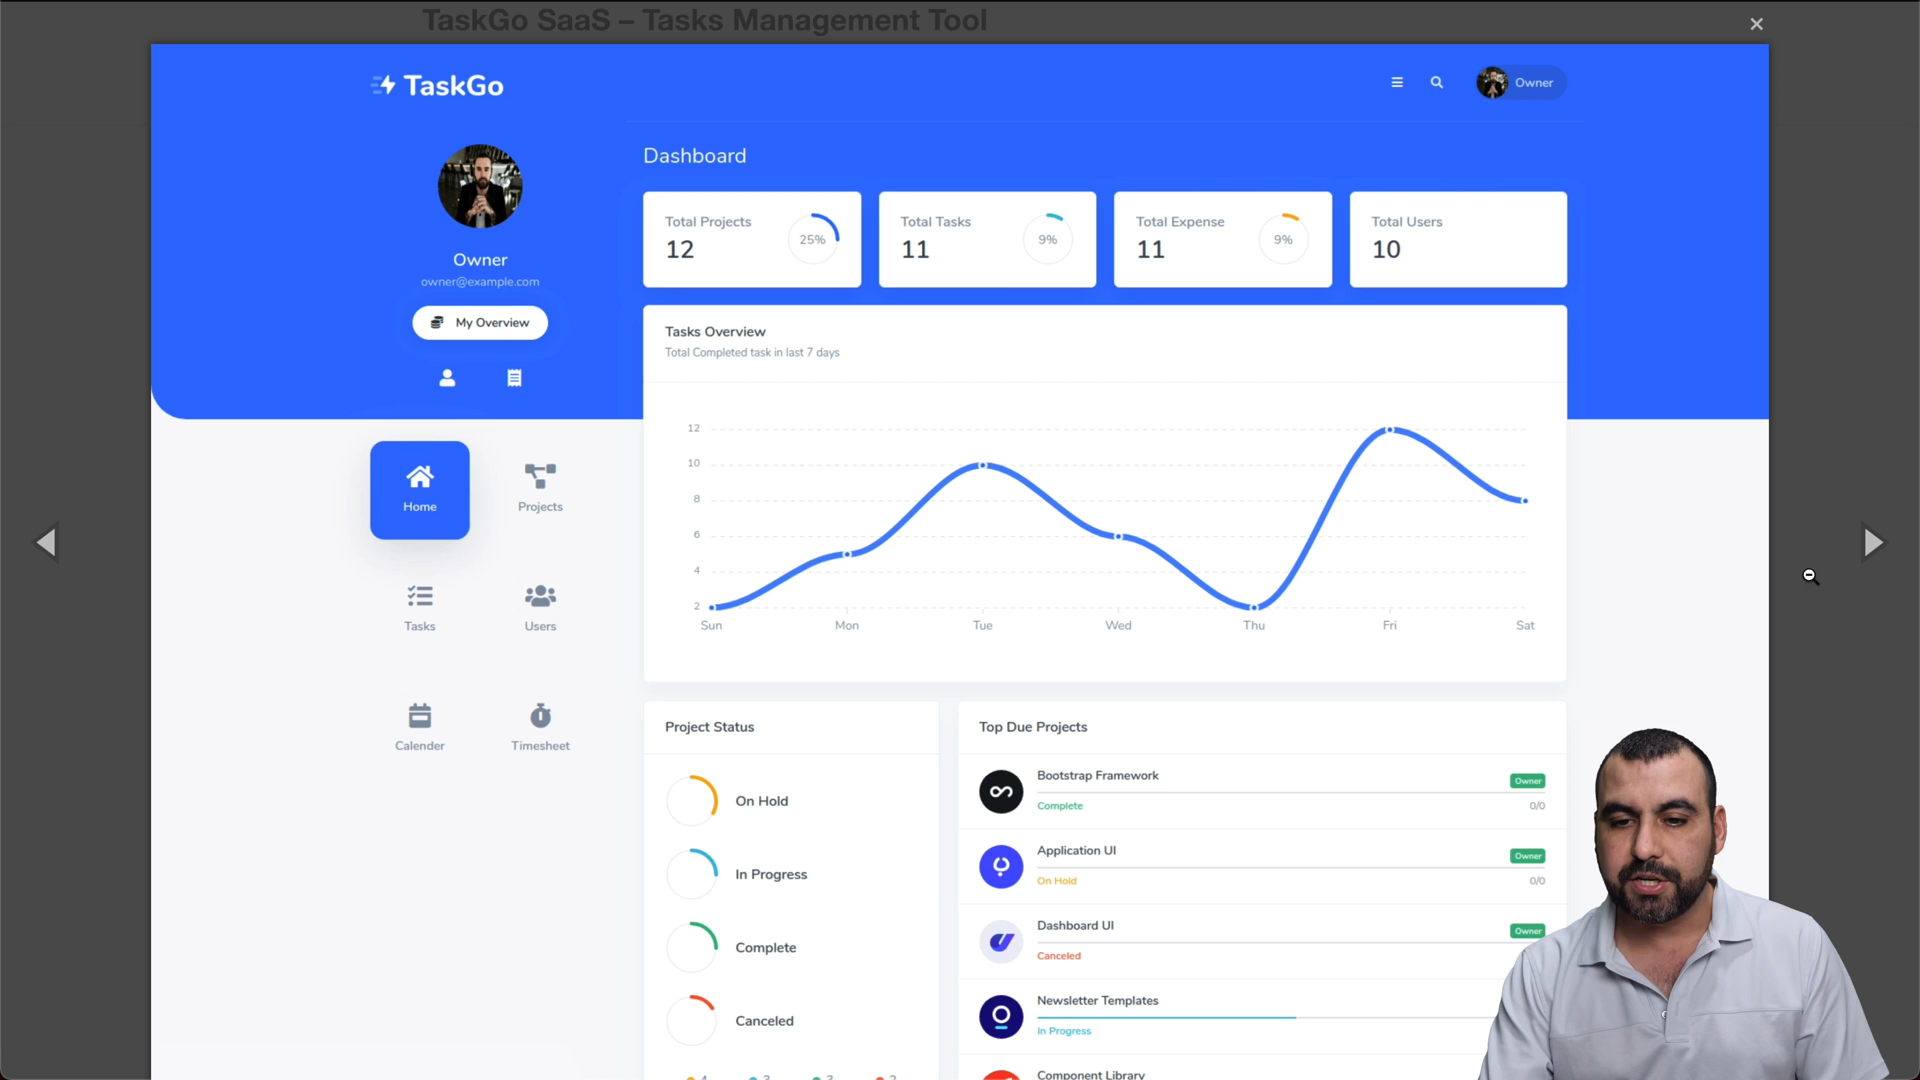 TaskGo SaaS – Tasks Management Tool
TaskGo
Owner
Dashboard
Owner
owner@example.com
My Overview
Total Projects
12
25%
Total Tasks
11
9%
Total Expense
11
9%
Total Users
10
Tasks Overview
Total Completed task in last 7 days
12
10
8
6
4
2
Sun Mon Tue Wed Thu Fri Sat
Home
Projects
Tasks
Users
Calender
Timesheet
Project Status
On Hold
In Progress
Complete
Canceled
Top Due Projects
Bootstrap Framework
Owner
Complete
0/0
Application UI
Owner
On Hold
0/0
Dashboard UI
Owner
Canceled
Newsletter Templates
In Progress
Component Library